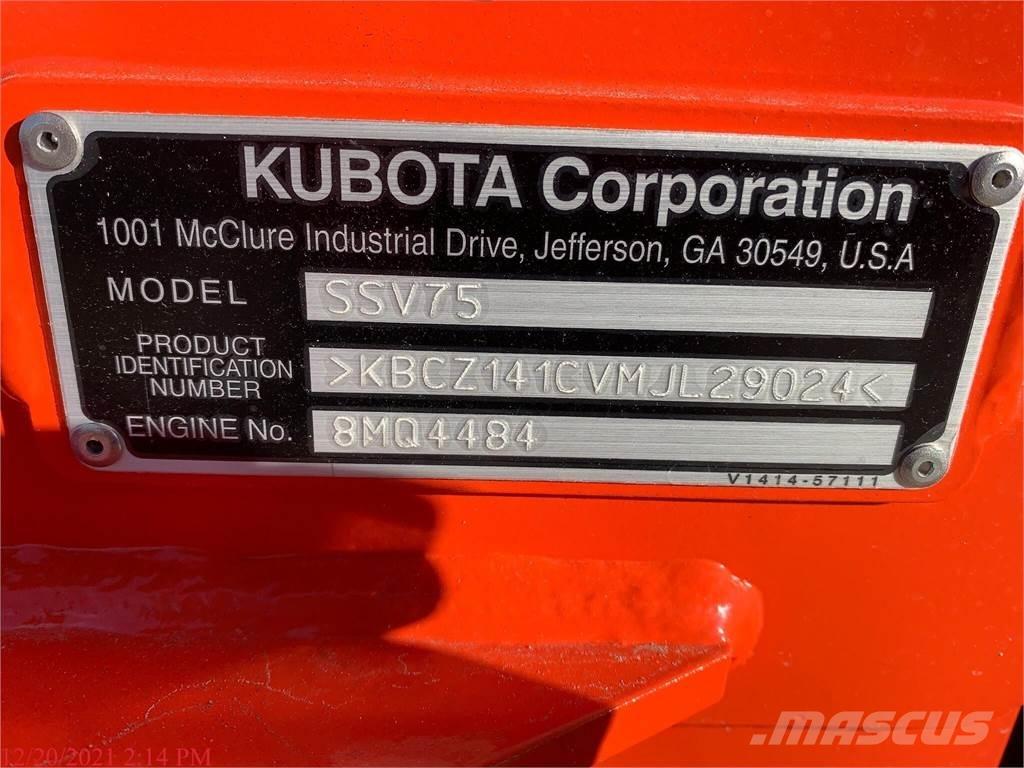 KUBOTA Corporation
1001 McClure Industrial Drive, Jefferson, GA 30549, U.S.A
MODEL SSV75
PRODUCT
IDENTIFICATION
NUMBER
>KBCZ141CVMJL29024<
ENGINE No. 8MQ4484
V1414-57111
MASCUS
12/20/2021 2:14 PM